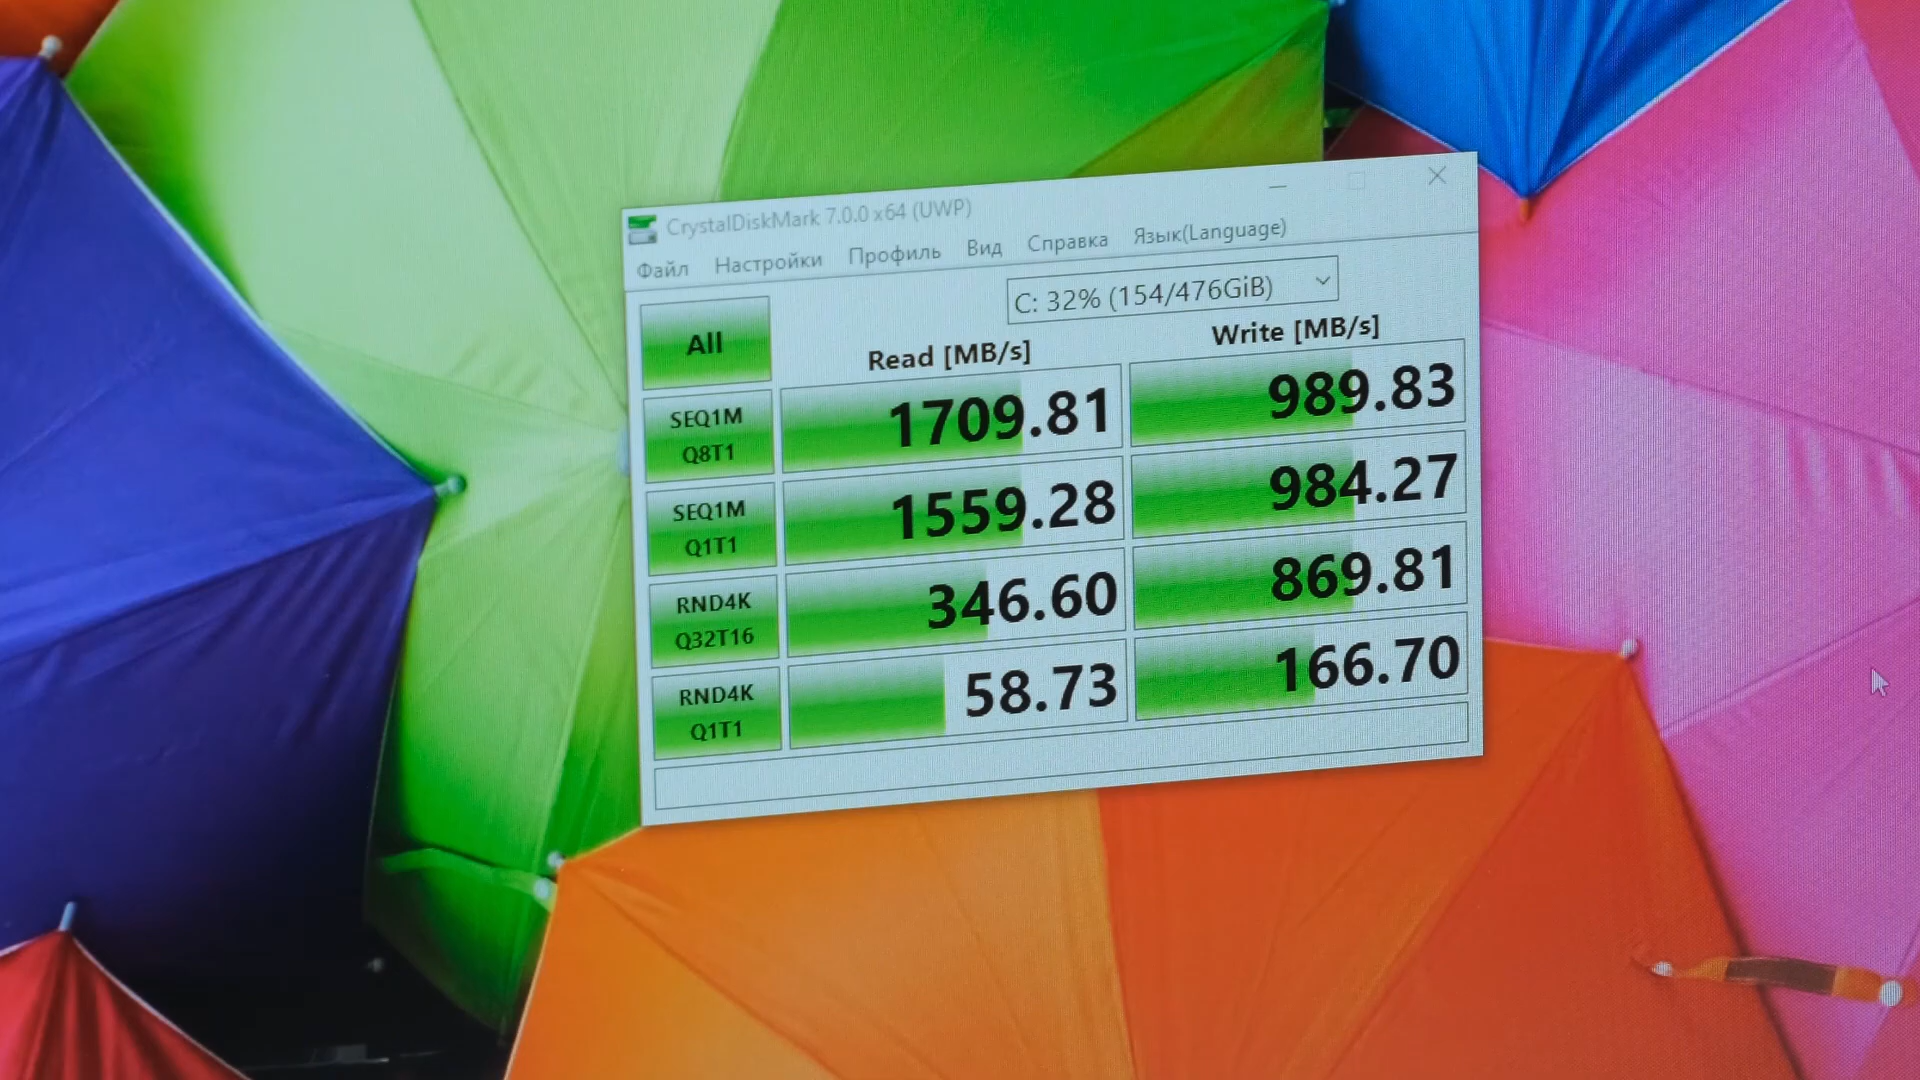 CrystalDiskMark 7.0.0 x64 (UWP)
Файл Настройки Профиль Вид Справка Язык(Language)
All
C: 32% (154/476GiB)
Read [MB/s] Write [MB/s]
SEQ1M
Q8T1
1709.81 989.83
SEQ1M
Q1T1
1559.28 984.27
RND4K
Q32T16
346.60 869.81
RND4K
Q1T1
58.73 166.70